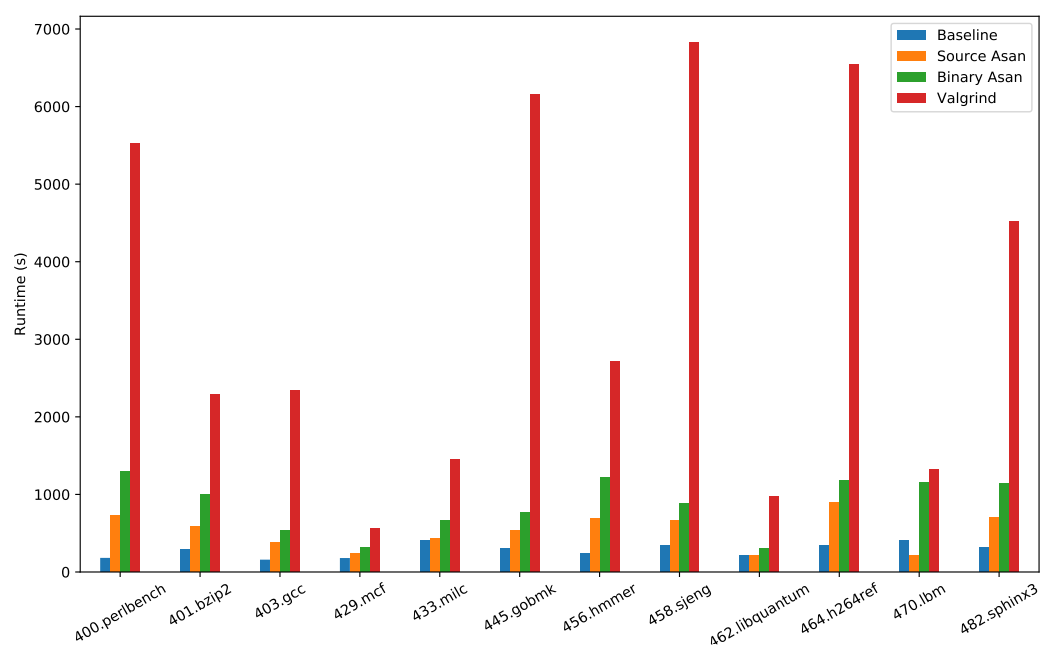 7000
6000
5000
4000
3000
2000
1000
0
Runtime (s)
Baseline
Source Asan
Binary Asan
Valgrind
400.perlbench
401.bzip2
403.gcc
429.mcf
433.milc
445.gobmk
456.hmmer
458.sjeng
462.libquantum
464.h264ref
470.lbm
482.sphinx3